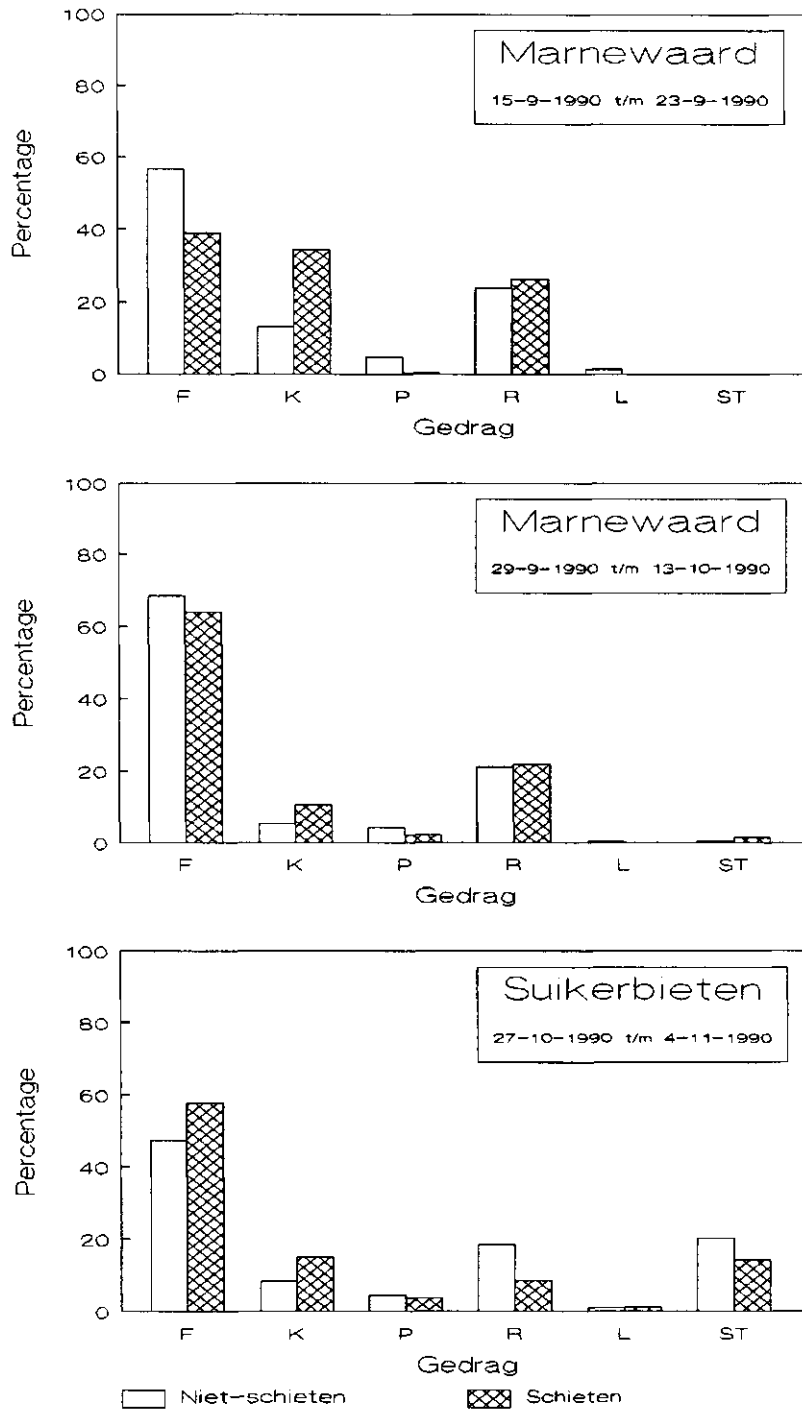 100
80
60
40
20
0
Percentage
Marnewaard
15-9-1990 t/m 23-9-1990
F K P R L ST
Gedrag
100
80
60
40
20
0
Percentage
Marnewaard
29-9-1990 t/m 13-10-1990
F K P R L ST
Gedrag
100
80
60
40
20
0
Percentage
Suikerbieten
27-10-1990 t/m 4-11-1990
F K P R L ST
Gedrag
Niet-schieten Schieten